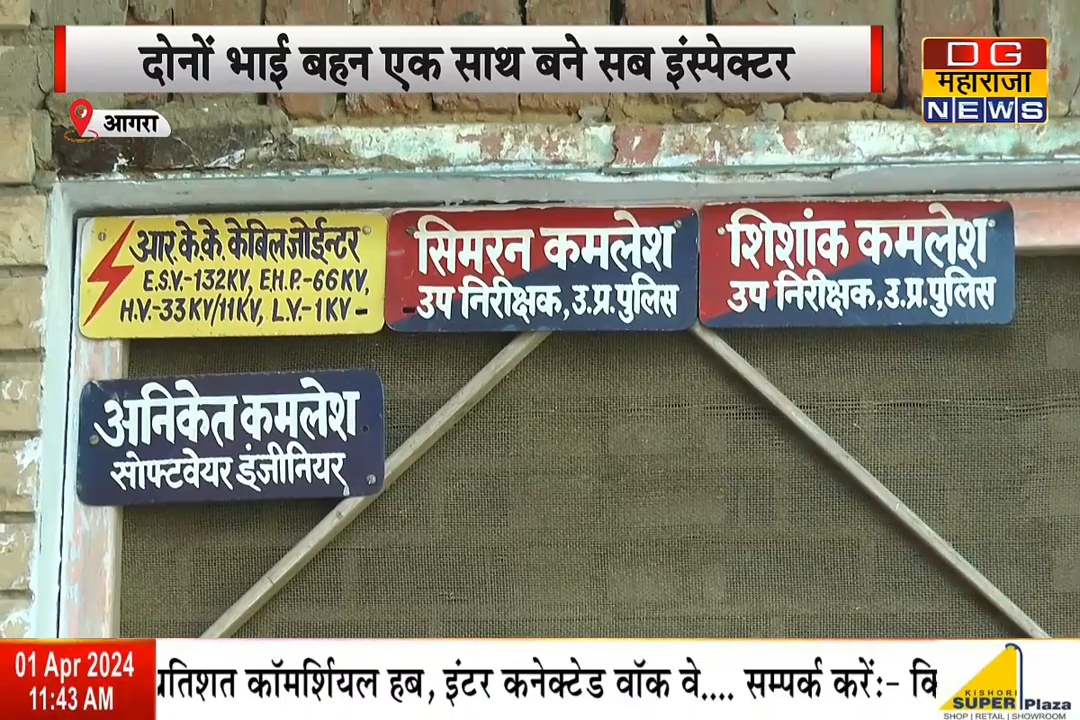 दोनों भाई बहन एक साथ बने सब इंस्पेक्टर
DG
महाराजा
NEWS
आगरा
आर.के.के. केबिल जोईन्टर
E.S.V.-132KV, E.H.P.-66KV,
H.V.-33KV/11KV, L.V.-1KV-
सिमरन कमलेश
उप निरीक्षक, उ.प्र.पुलिस
शिशांक कमलेश
उप निरीक्षक, उ.प्र.पुलिस
अनिकेत कमलेश
सोफ्टवेयर इंजीनियर
01 Apr 2024
11:43 AM
प्रतिशत कॉमर्शियल हब, इंटर कनेक्टेड वॉक वे.... सम्पर्क करें:- वि
KISHORI
SUPER Plaza
SHOP | RETAIL | SHOWROOM